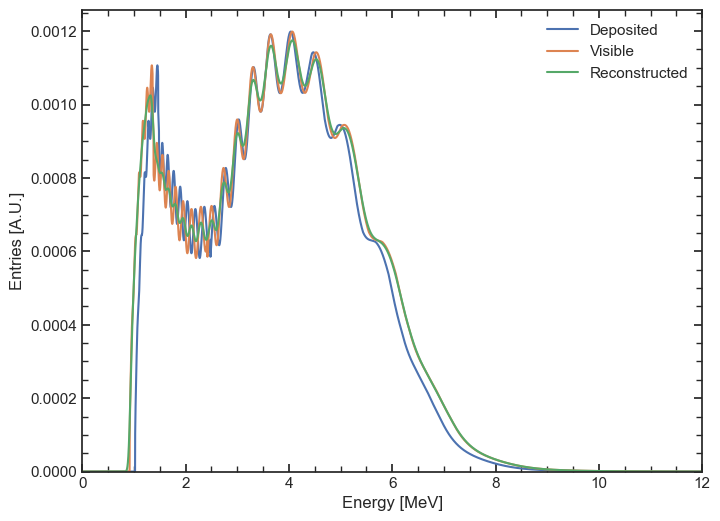 Deposited
Visible
Reconstructed
Entries [A.U.]
0.0012
0.0010
0.0008
0.0006
0.0004
0.0002
0.0000
0 2 4 6 8 10 12
Energy [MeV]